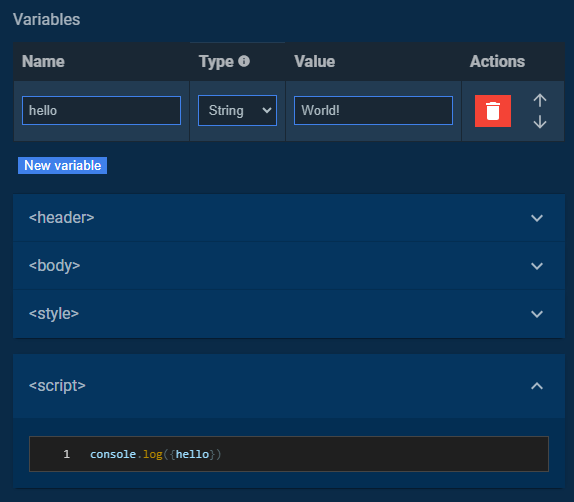 Variables
Name Type Value Actions
hello String World!
New variable
<header>
<body>
<style>
<script>
1 console.log({hello})